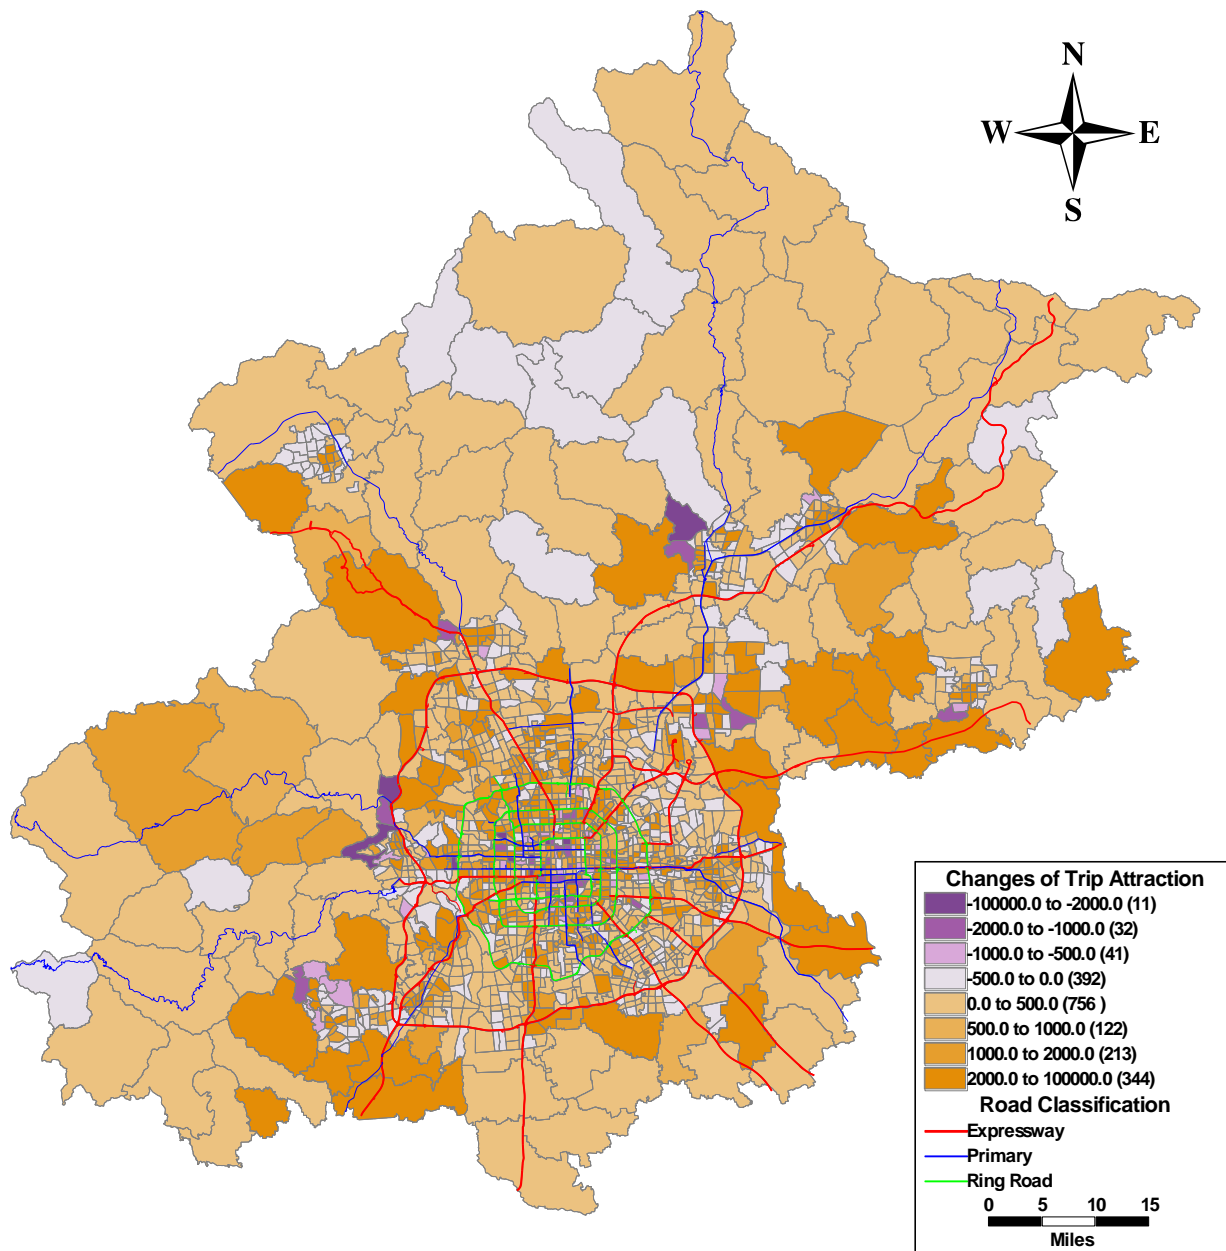 N
W E
S
Changes of Trip Attraction
-100000.0 to -2000.0 (11)
-2000.0 to -1000.0 (32)
-1000.0 to -500.0 (41)
-500.0 to 0.0 (392)
0.0 to 500.0 (756 )
500.0 to 1000.0 (122)
1000.0 to 2000.0 (213)
2000.0 to 100000.0 (344)
Road Classification
Expressway
Primary
Ring Road
0 5 10 15
Miles